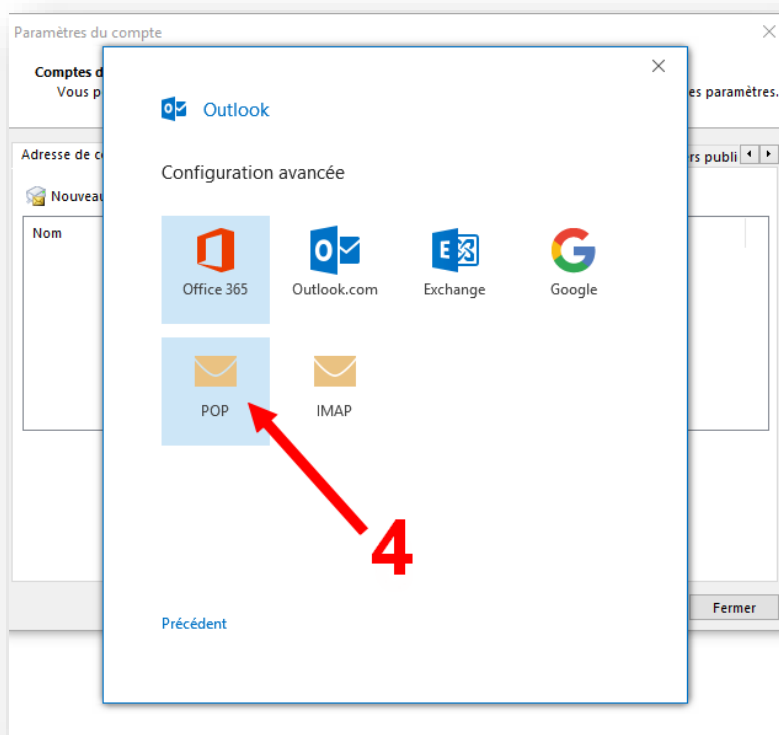 Paramètres du compte
Comptes d
Vous p
es paramètres.
Outlook
Adresse de c
rs publi
Configuration avancée
Nouveau
Nom
Office 365
Outlook.com
Exchange
Google
POP
IMAP
4
Précédent
Fermer